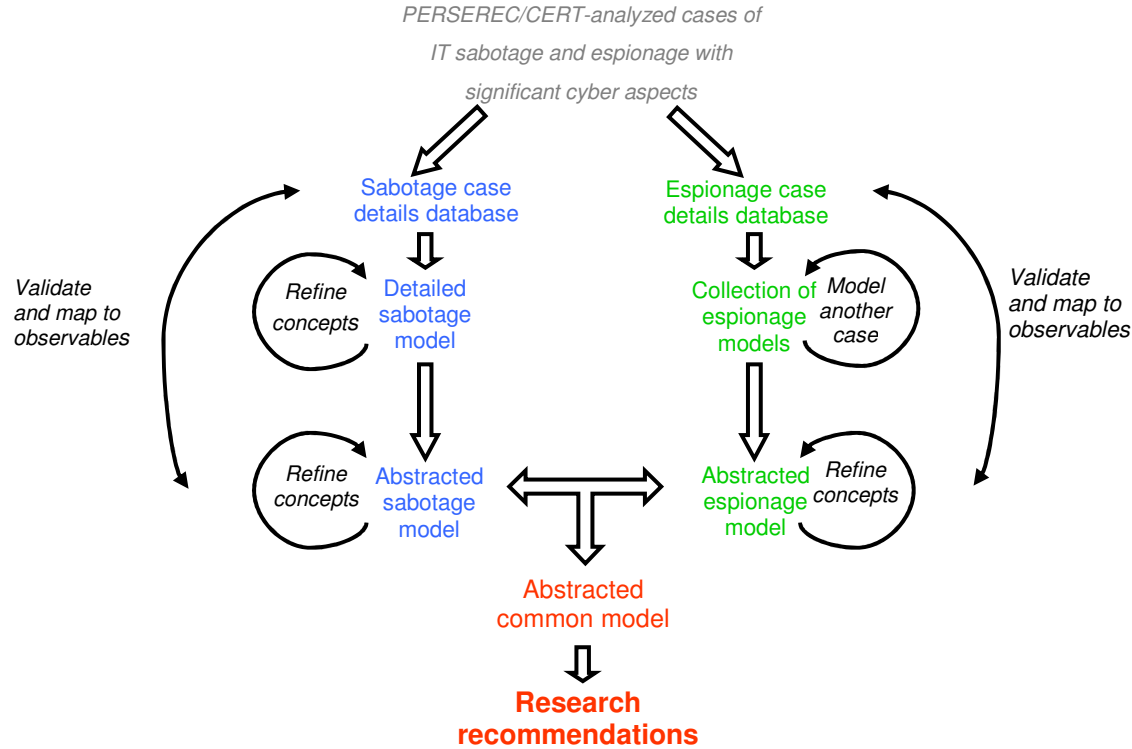 PERSEREC/CERT-analyzed cases of
IT sabotage and espionage with
significant cyber aspects
Sabotage case
details database
Espionage case
details database
Validate
and map to
observables
Refine
concepts
Detailed
sabotage
model
Collection of
espionage
models
Model
another
case
Validate
and map to
observables
Refine
concepts
Abstracted
sabotage
model
Abstracted
espionage
model
Refine
concepts
Abstracted
common model
Research
recommendations